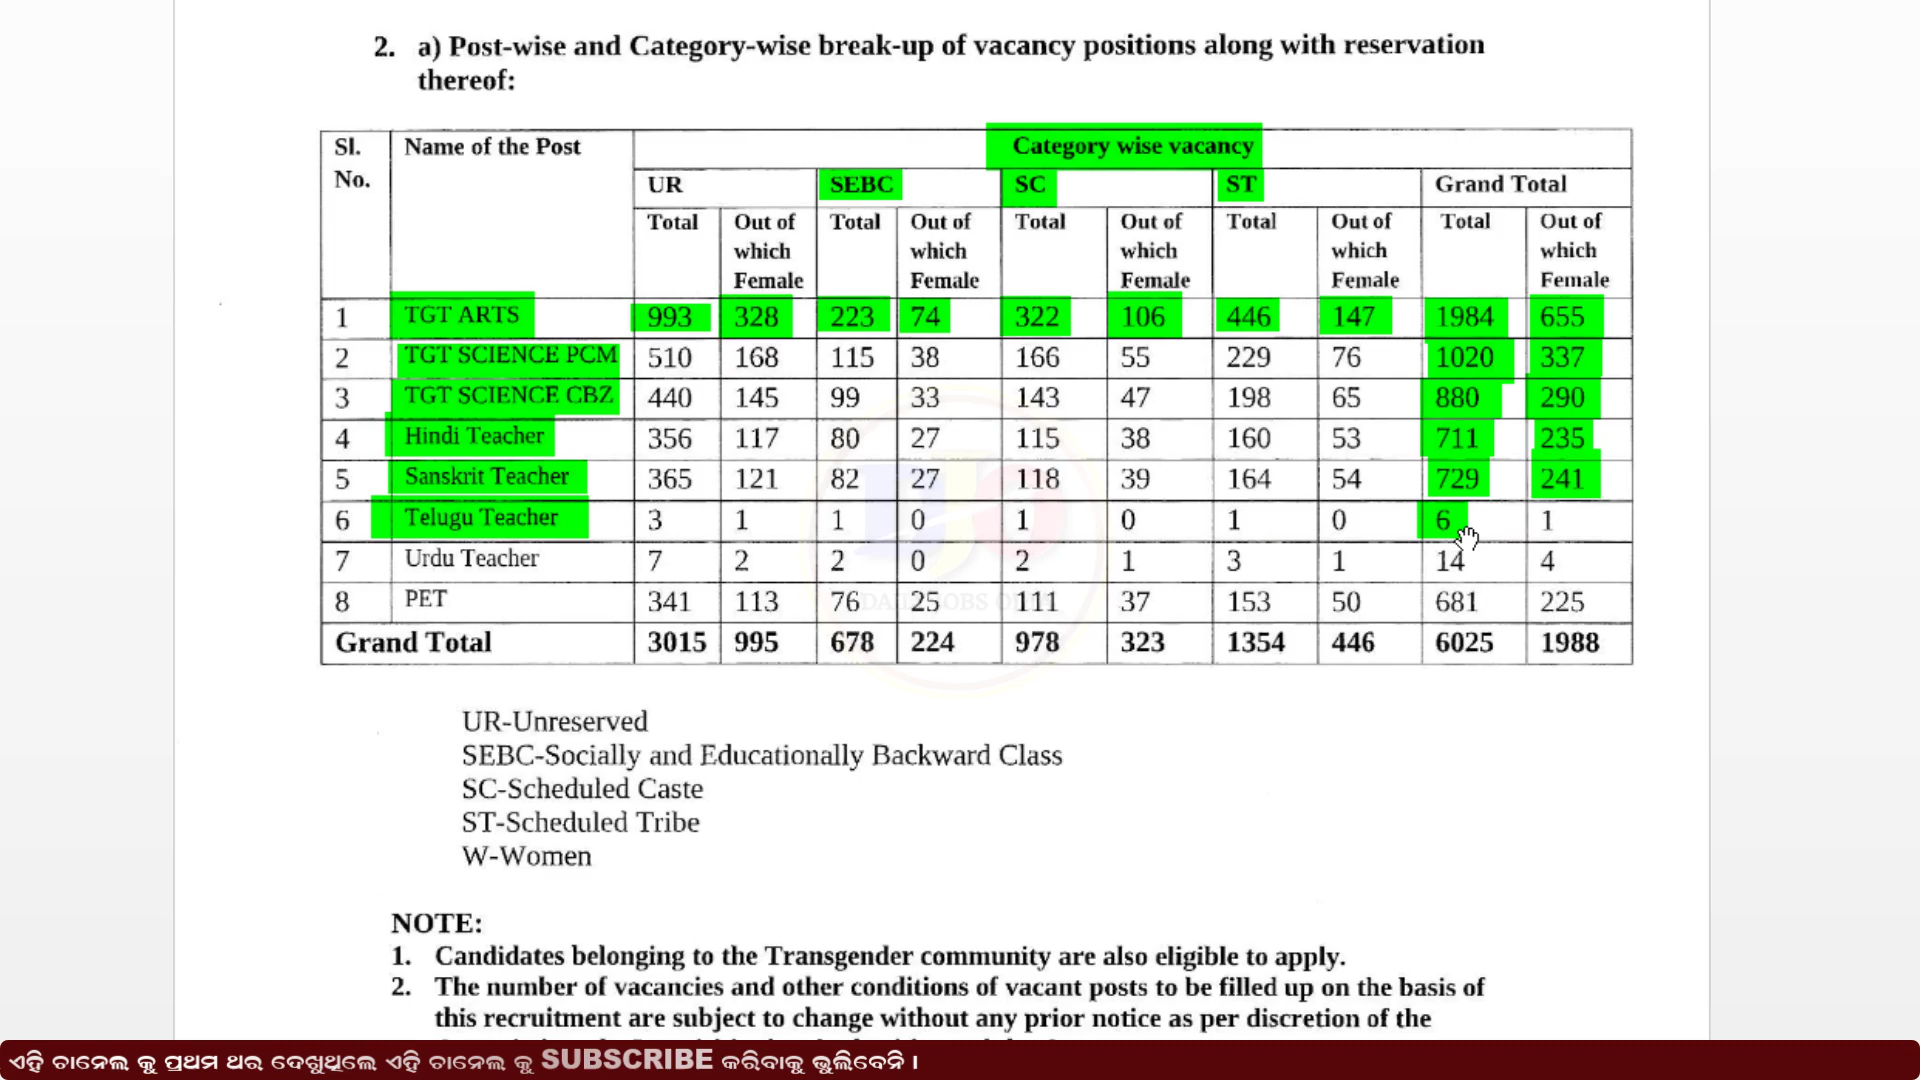 2. a) Post-wise and Category-wise break-up of vacancy positions along with reservation
thereof:
Sl. No. Name of the Post Category wise vacancy
UR SEBC SC ST Grand Total
Total Out of which Female Total Out of which Female Total Out of which Female Total Out of which Female Total Out of which Female
1 TGT ARTS 993 328 223 74 322 106 446 147 1984 655
2 TGT SCIENCE PCM 510 168 115 38 166 55 229 76 1020 337
3 TGT SCIENCE CBZ 440 145 99 33 143 47 198 65 880 290
4 Hindi Teacher 356 117 80 27 115 38 160 53 711 235
5 Sanskrit Teacher 365 121 82 27 118 39 164 54 729 241
6 Telugu Teacher 3 1 1 0 1 0 1 0 6 1
7 Urdu Teacher 7 2 2 0 2 1 3 1 14 4
8 PET 341 113 76 25 111 37 153 50 681 225
Grand Total 3015 995 678 224 978 323 1354 446 6025 1988
UR-Unreserved
SEBC-Socially and Educationally Backward Class
SC-Scheduled Caste
ST-Scheduled Tribe
W-Women
NOTE:
1. Candidates belonging to the Transgender community are also eligible to apply.
2. The number of vacancies and other conditions of vacant posts to be filled up on the basis of
this recruitment are subject to change without any prior notice as per discretion of the
ଏହି ଚାନେଲ କୁ ପ୍ରଥମ ଥର ଦେଖୁଥିଲେ ଏହି ଚାନେଲ କୁ SUBSCRIBE କରିବାକୁ ଭୁଲିବେନି ।